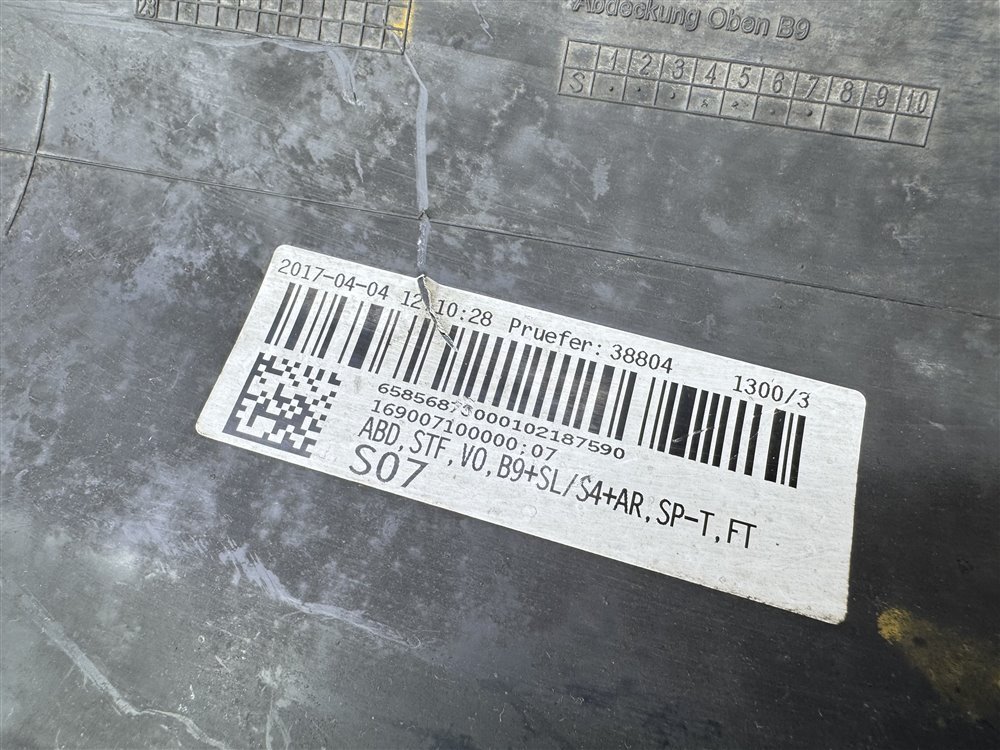 Abdeckung Oben B9
23
1 2 3 4 5 6 7 8 9 10
S
2017-04-04 12:10:28 Pruefer: 38804 1300/3
169007100000;07
ABD,STF,VO,B9+SL/S4+AR,SP-T,FT
S07